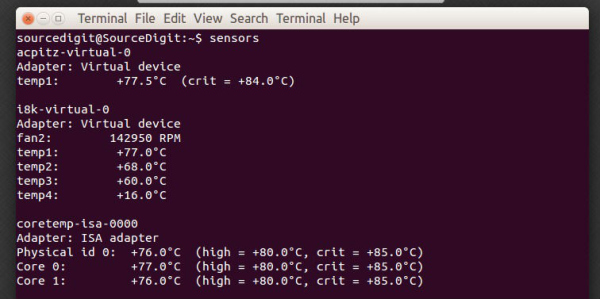 Terminal File Edit View Search Terminal Help
sourcedigit@SourceDigit:~$ sensors
acpitz-virtual-0
Adapter: Virtual device
temp1: +77.5°C (crit = +84.0°C)
i8k-virtual-0
Adapter: Virtual device
fan2: 142950 RPM
temp1: +77.0°C
temp2: +68.0°C
temp3: +60.0°C
temp4: +16.0°C
coretemp-isa-0000
Adapter: ISA adapter
Physical id 0: +76.0°C (high = +80.0°C, crit = +85.0°C)
Core 0: +77.0°C (high = +80.0°C, crit = +85.0°C)
Core 1: +76.0°C (high = +80.0°C, crit = +85.0°C)